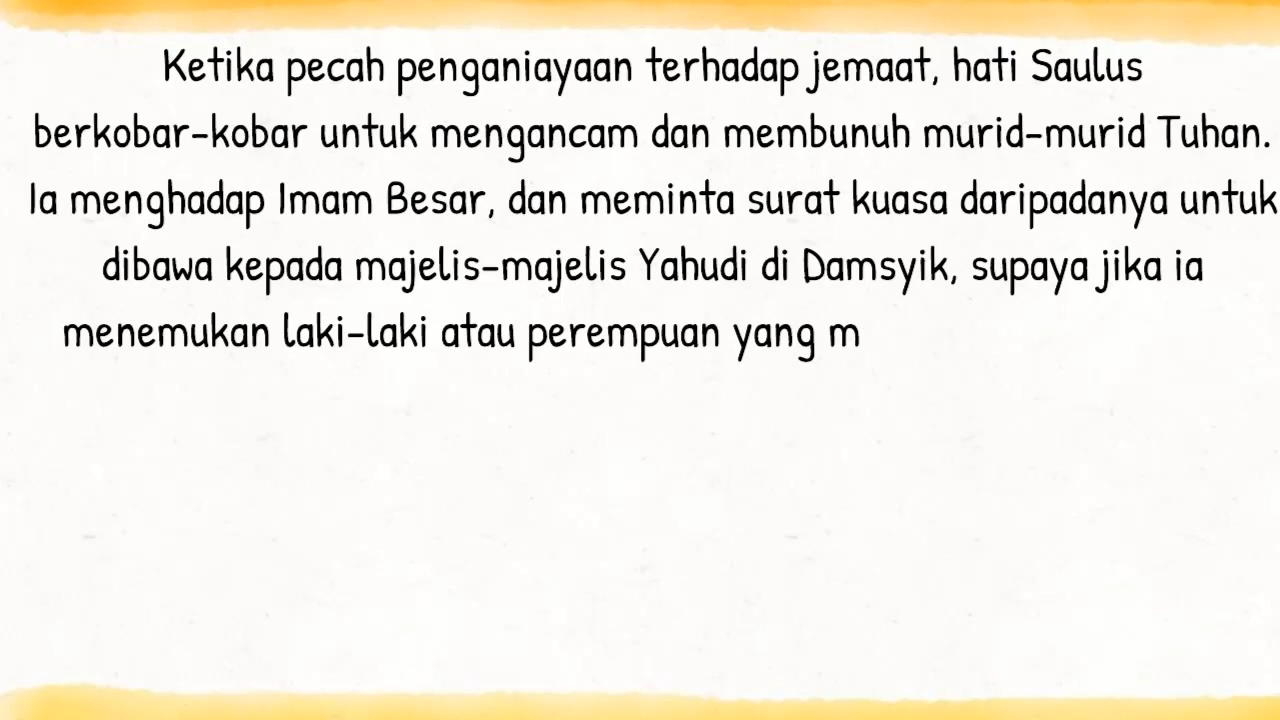 Ketika pecah penganiayaan terhadap jemaat, hati Saulus
berkobar-kobar untuk mengancam dan membunuh murid-murid Tuhan.
Ia menghadap Imam Besar, dan meminta surat kuasa daripadanya untuk
dibawa kepada majelis-majelis Yahudi di Damsyik, supaya jika ia
menemukan laki-laki atau perempuan yang m